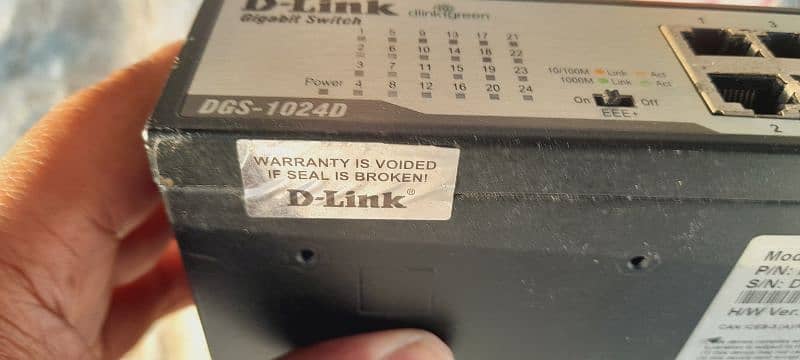 D-Link
dlinkgreen
Gigabit Switch
1 5 9 13 17 21
2 6 10 14 18 22
3 7 11 15 19 23
Power 4 8 12 16 20 24
10/100M Link Act
1000M Link Act
On Off
EEE+
1 3
2
DGS-1024D
WARRANTY IS VOIDED
IF SEAL IS BROKEN!
D-Link®
Mod
P/N:
S/N: D
H/W Ver.